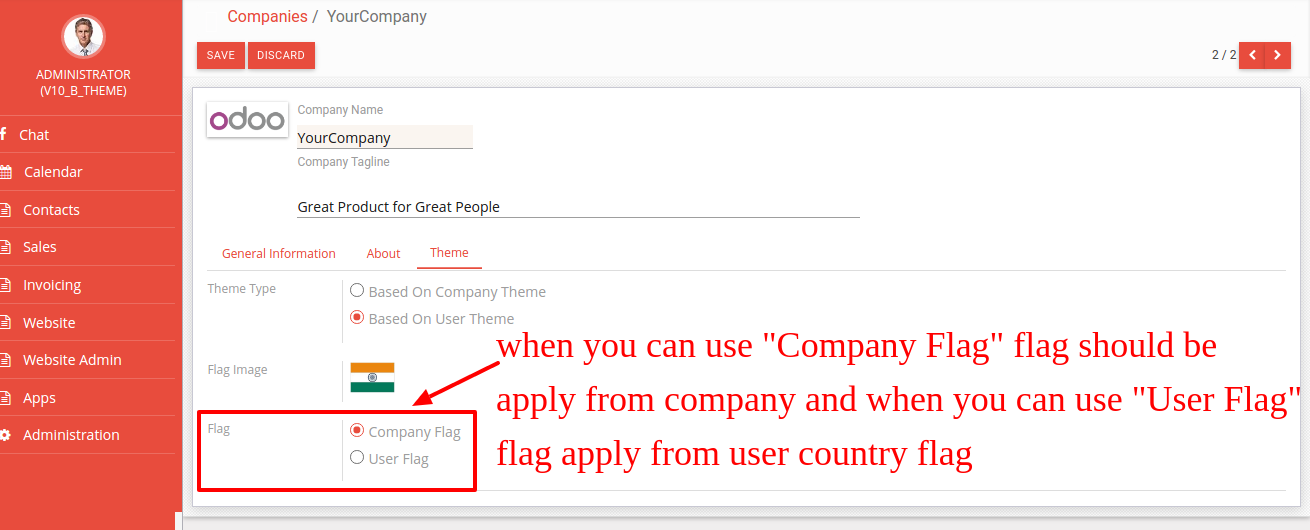 Companies / YourCompany
SAVE DISCARD 2 / 2
ADMINISTRATOR
(V10_B_THEME)
Chat
Calendar
Contacts
Sales
Invoicing
Website
Website Admin
Apps
Administration
odoo
Company Name
YourCompany
Company Tagline
Great Product for Great People
General Information About Theme
Theme Type
Based On Company Theme
Based On User Theme
Flag Image
Flag
Company Flag
User Flag
when you can use "Company Flag" flag should be
apply from company and when you can use "User Flag"
flag apply from user country flag